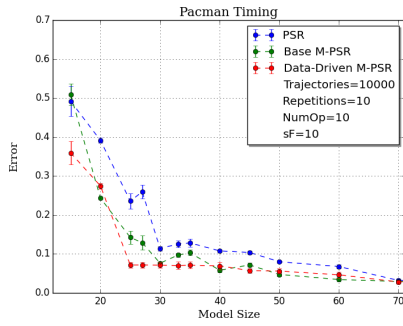 Pacman Timing
0.7
0.6
0.5
0.4
0.3
0.2
0.1
0.0
Error
PSR
Base M-PSR
Data-Driven M-PSR
Trajectories=10000
Repetitions=10
NumOp=10
sF=10
20
30
40
50
60
70
Model Size